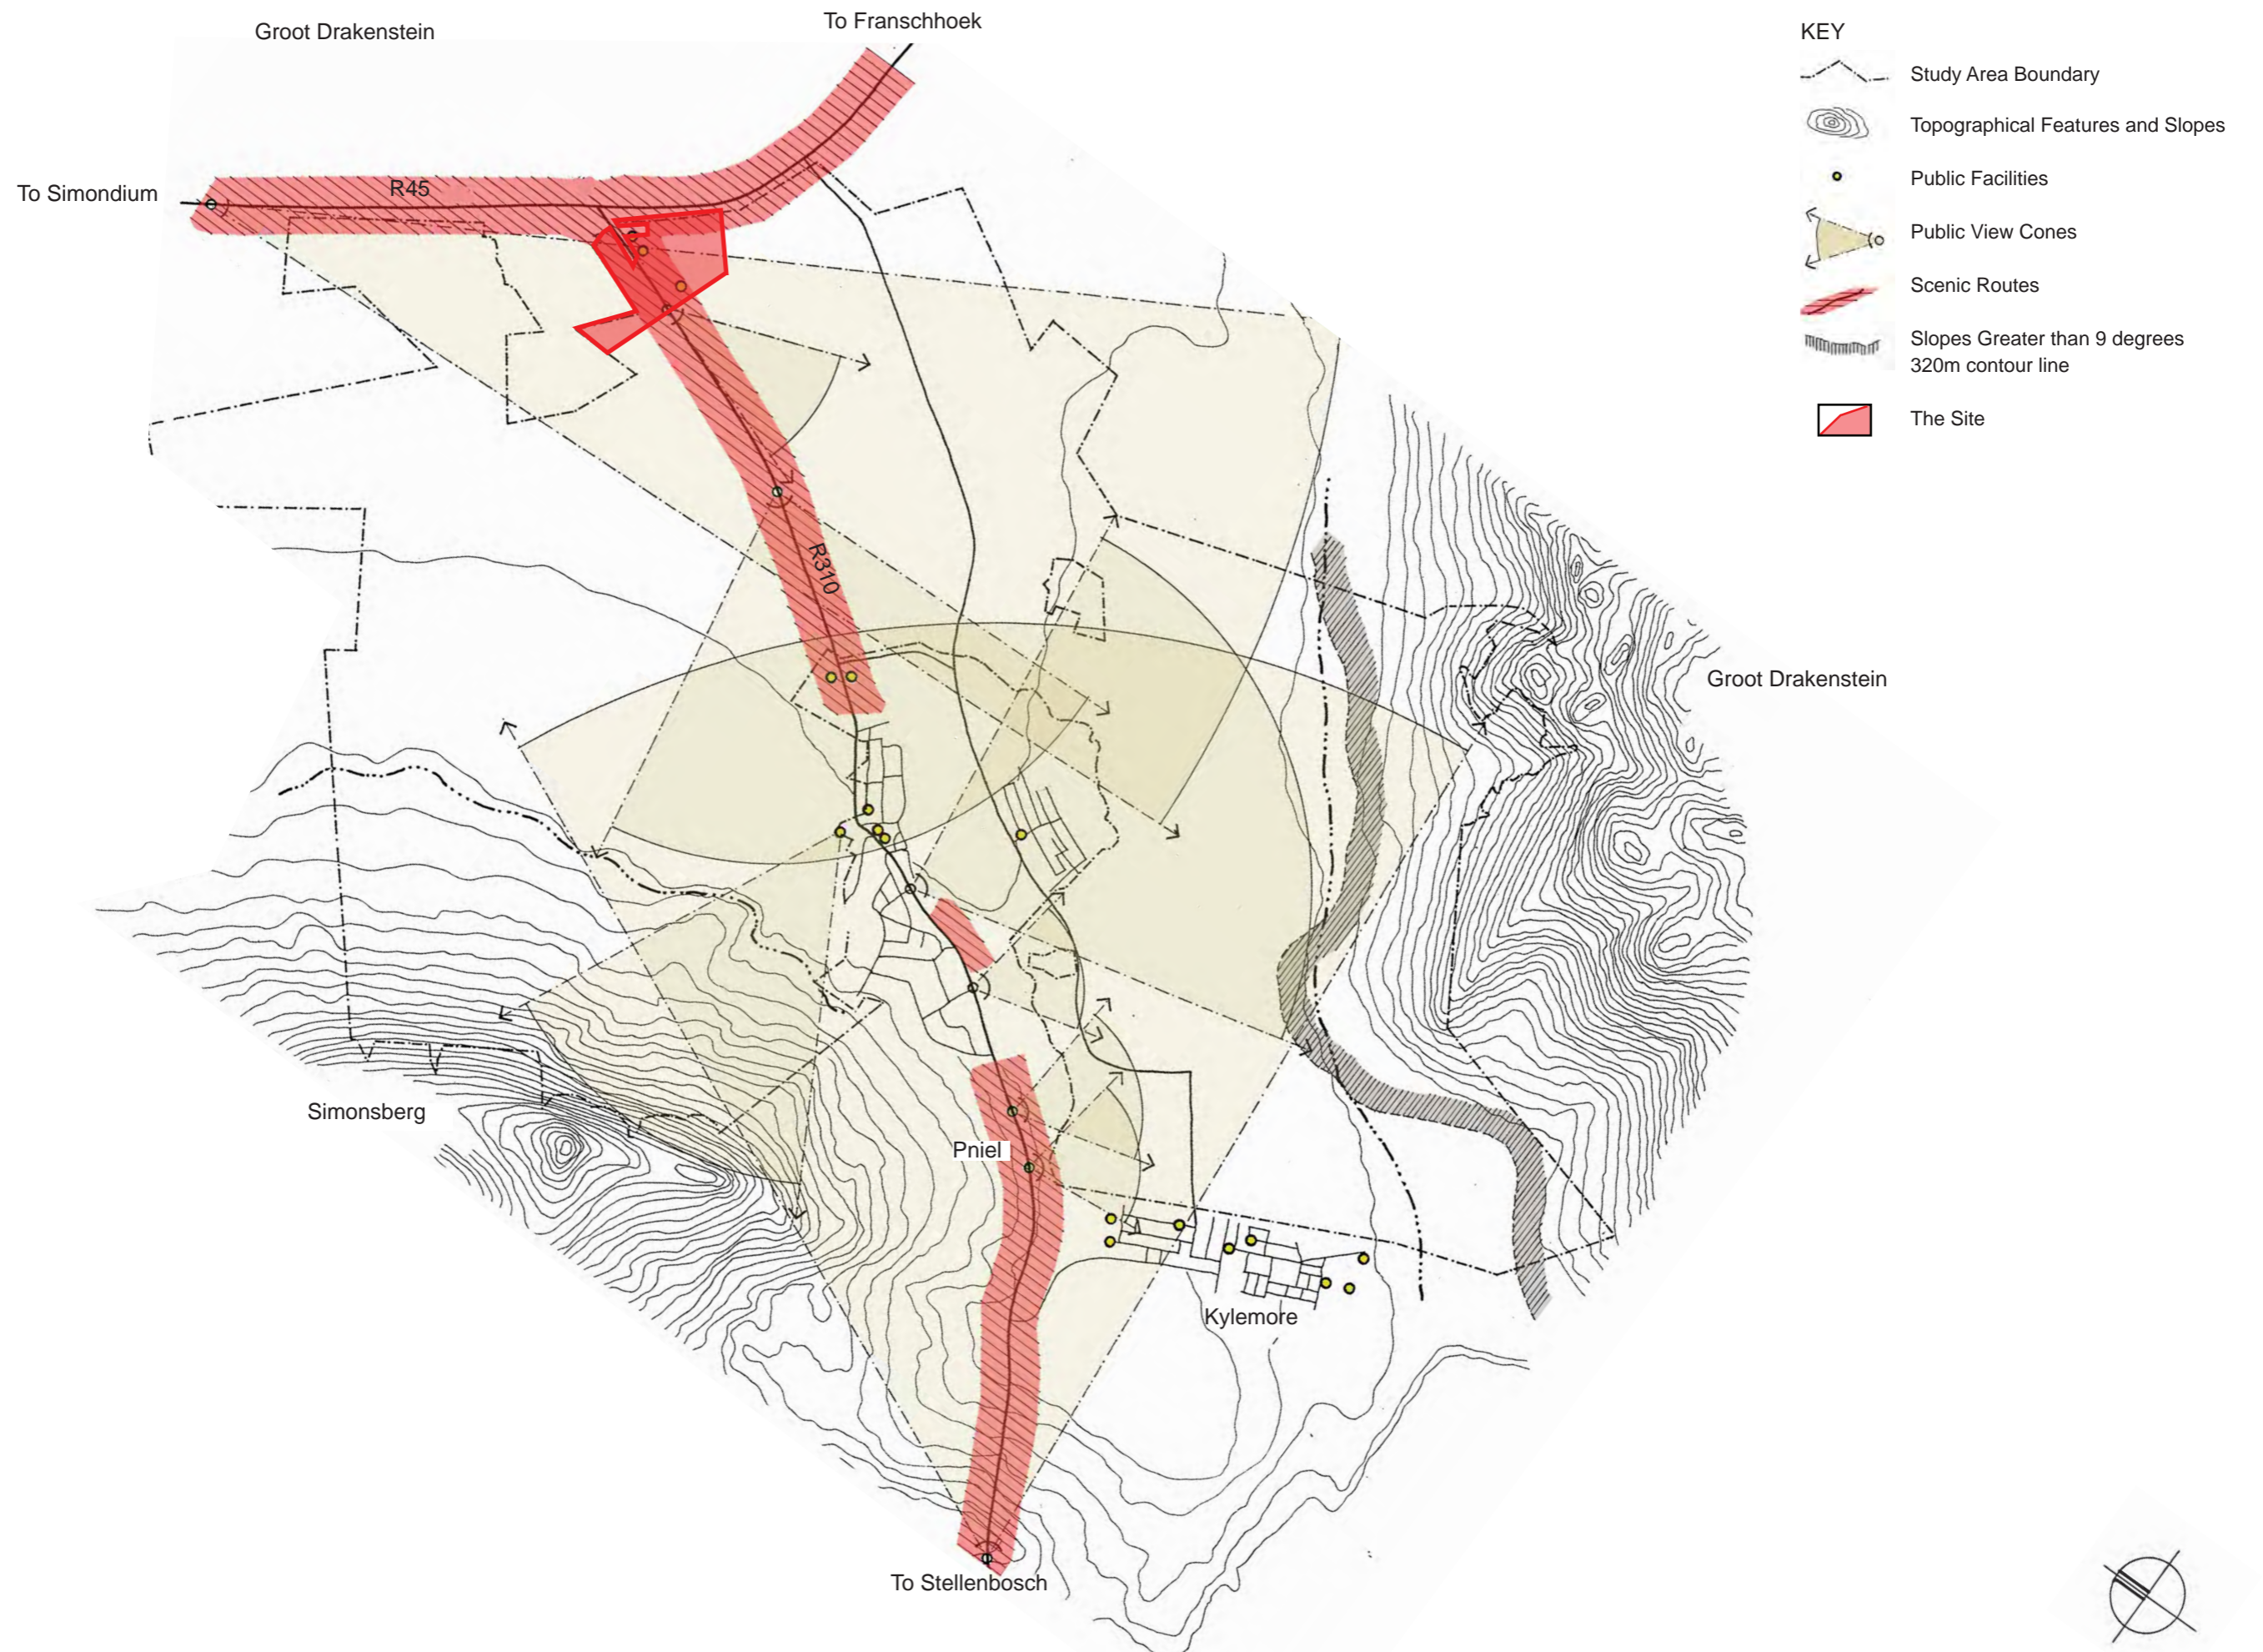 To Franschhoek
Groot Drakenstein
To Simondium
R45
R310
Groot Drakenstein
Simonsberg
Pniel
Kylemore
To Stellenbosch
KEY
Study Area Boundary
Topographical Features and Slopes
Public Facilities
Public View Cones
Scenic Routes
Slopes Greater than 9 degrees
320m contour line
The Site